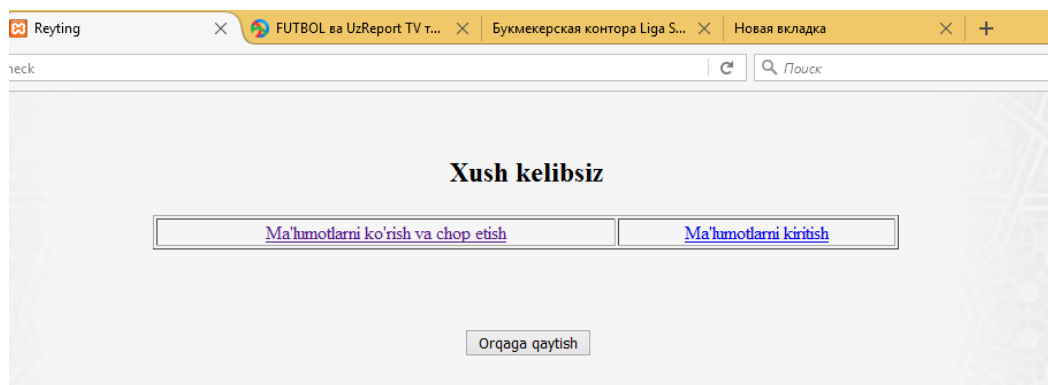 Reyting
FUTBOL ва UzReport TV т...
Букмекерская контора Liga S...
Новая вкладка
heck
Поиск
Xush kelibsiz
Ma'lumotlarni ko'rish va chop etish
Ma'lumotlarni kiritish
Orqaga qaytish